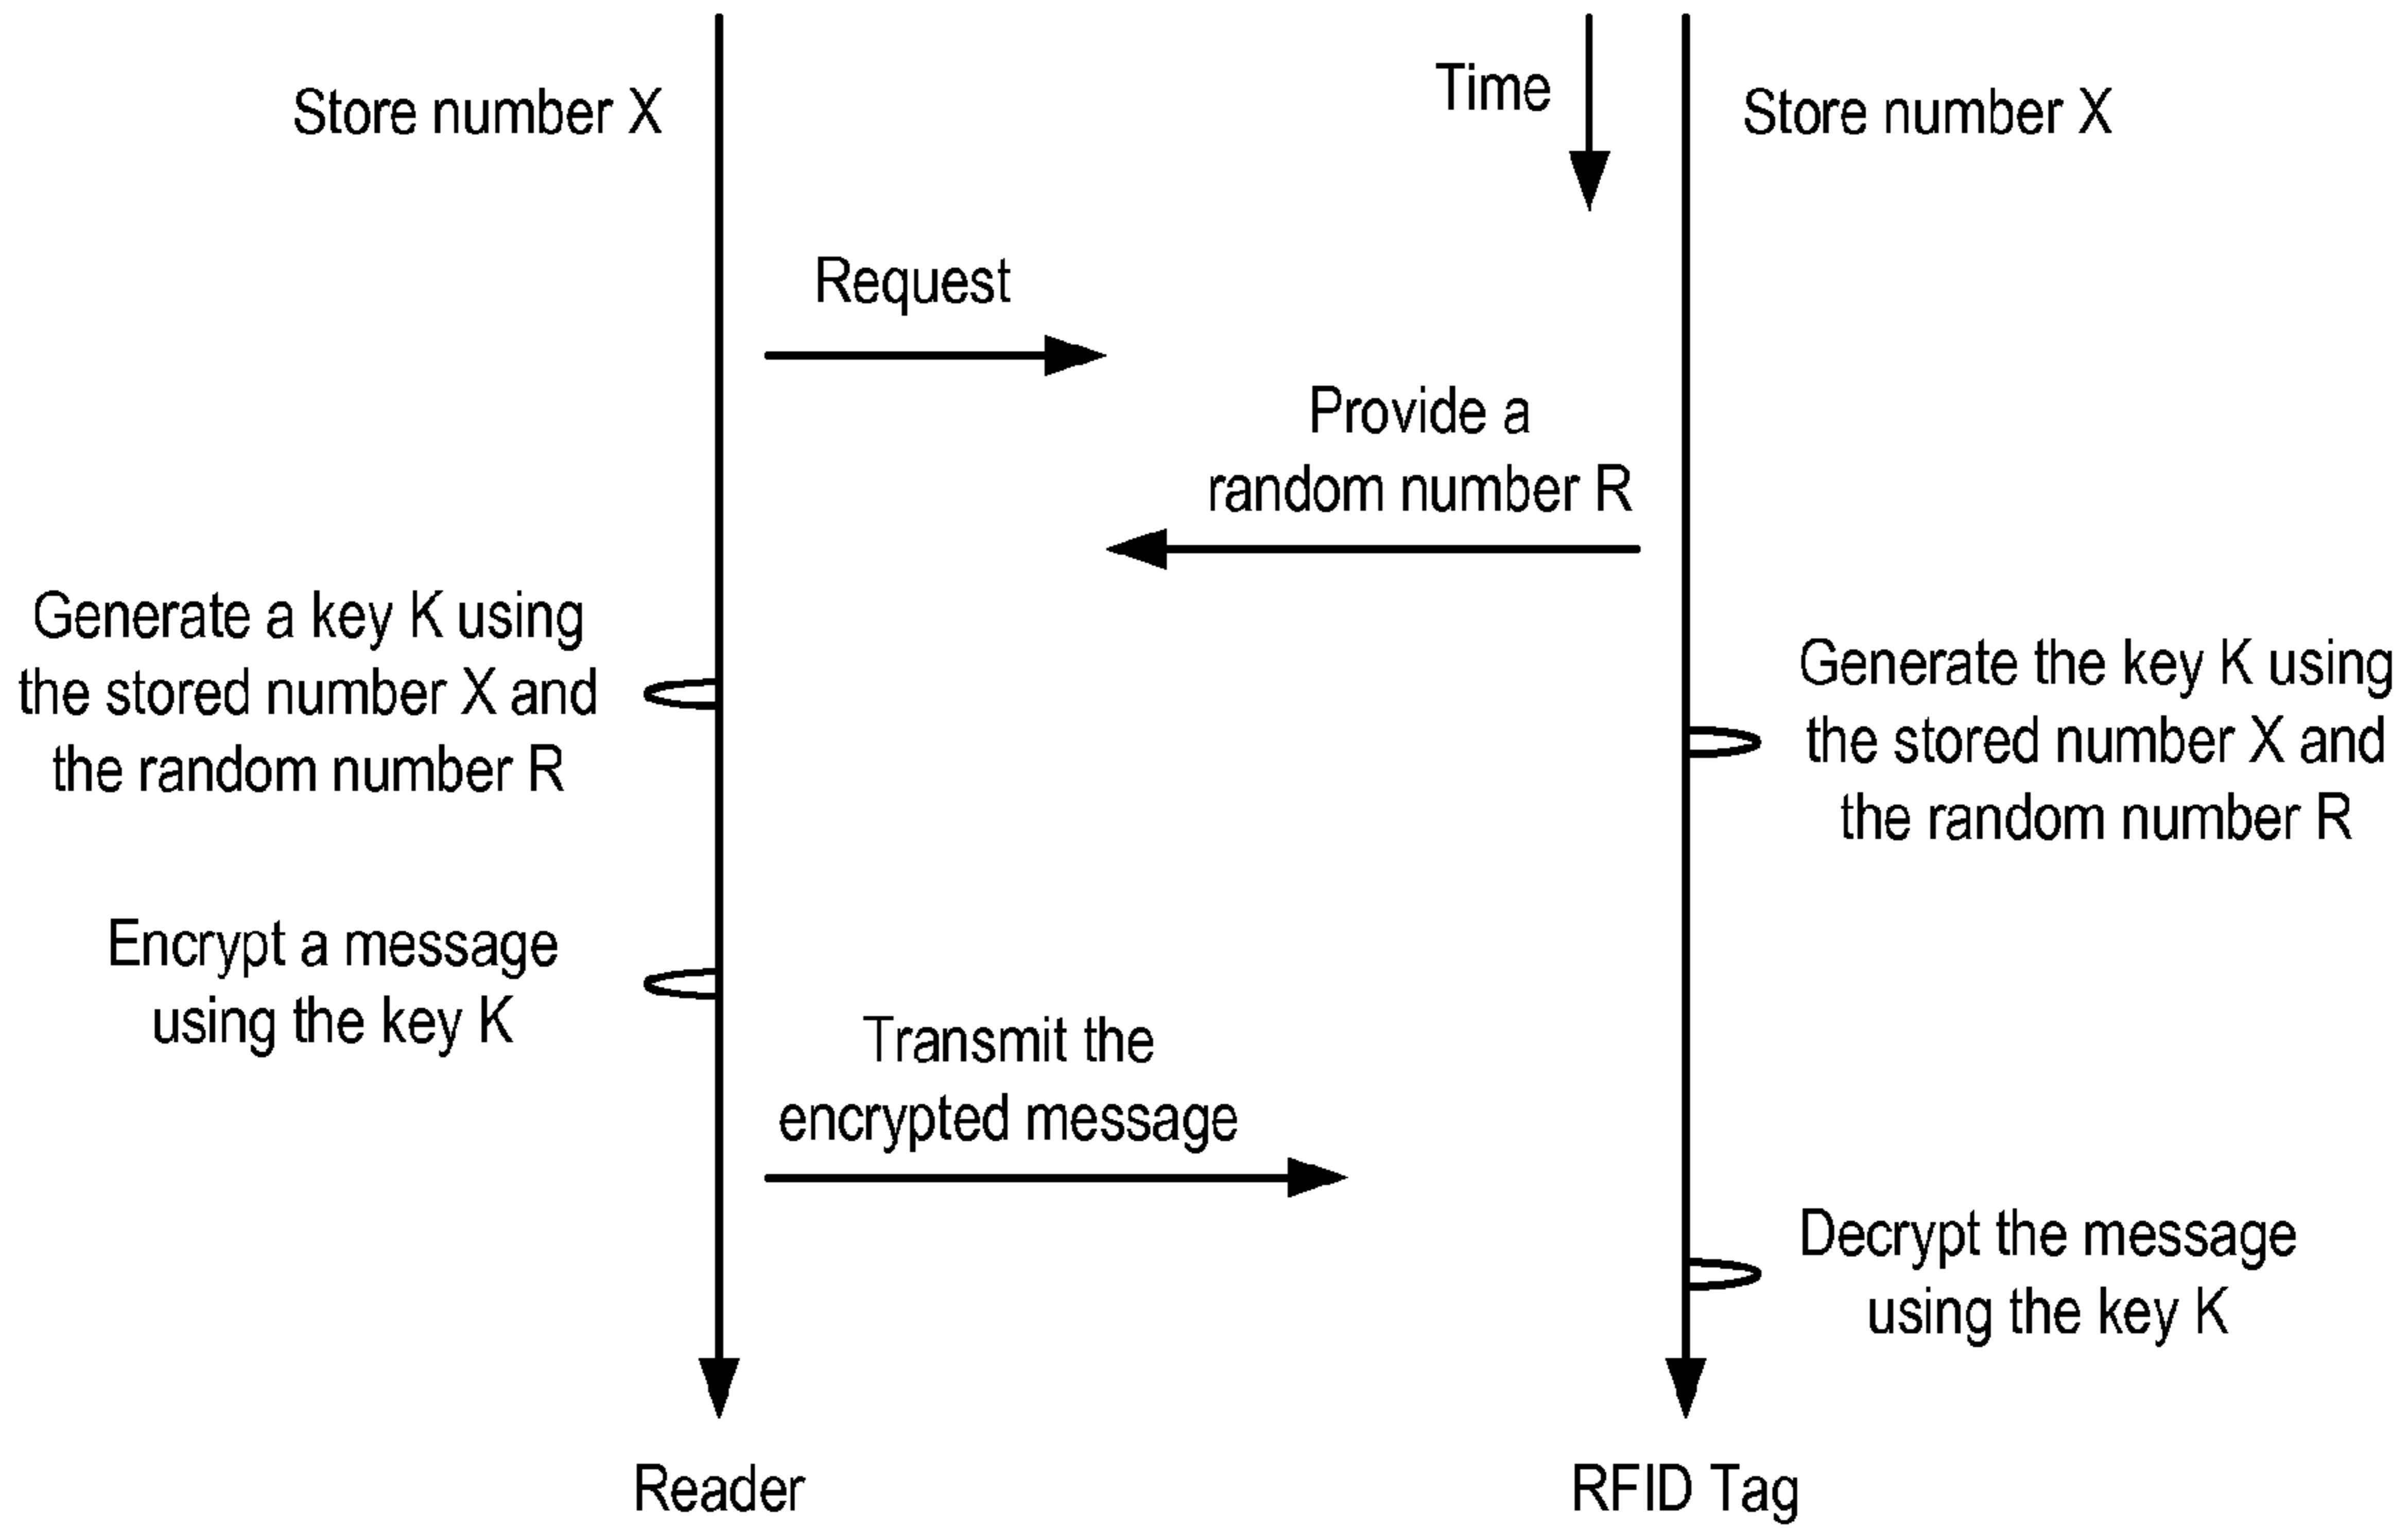 Store number X
Time
Store number X
Request
Provide a
random number R
Generate a key K using
the stored number X and
the random number R
Generate the key K using
the stored number X and
the random number R
Encrypt a message
using the key K
Transmit the
encrypted message
Decrypt the message
using the key K
Reader
RFID Tag